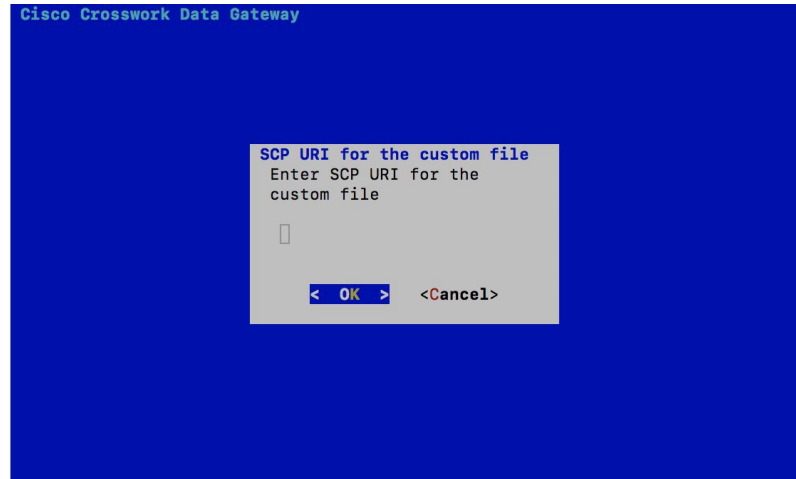 Cisco Crosswork Data Gateway
SCP URI for the custom file
Enter SCP URI for the
custom file
< OK > <Cancel>